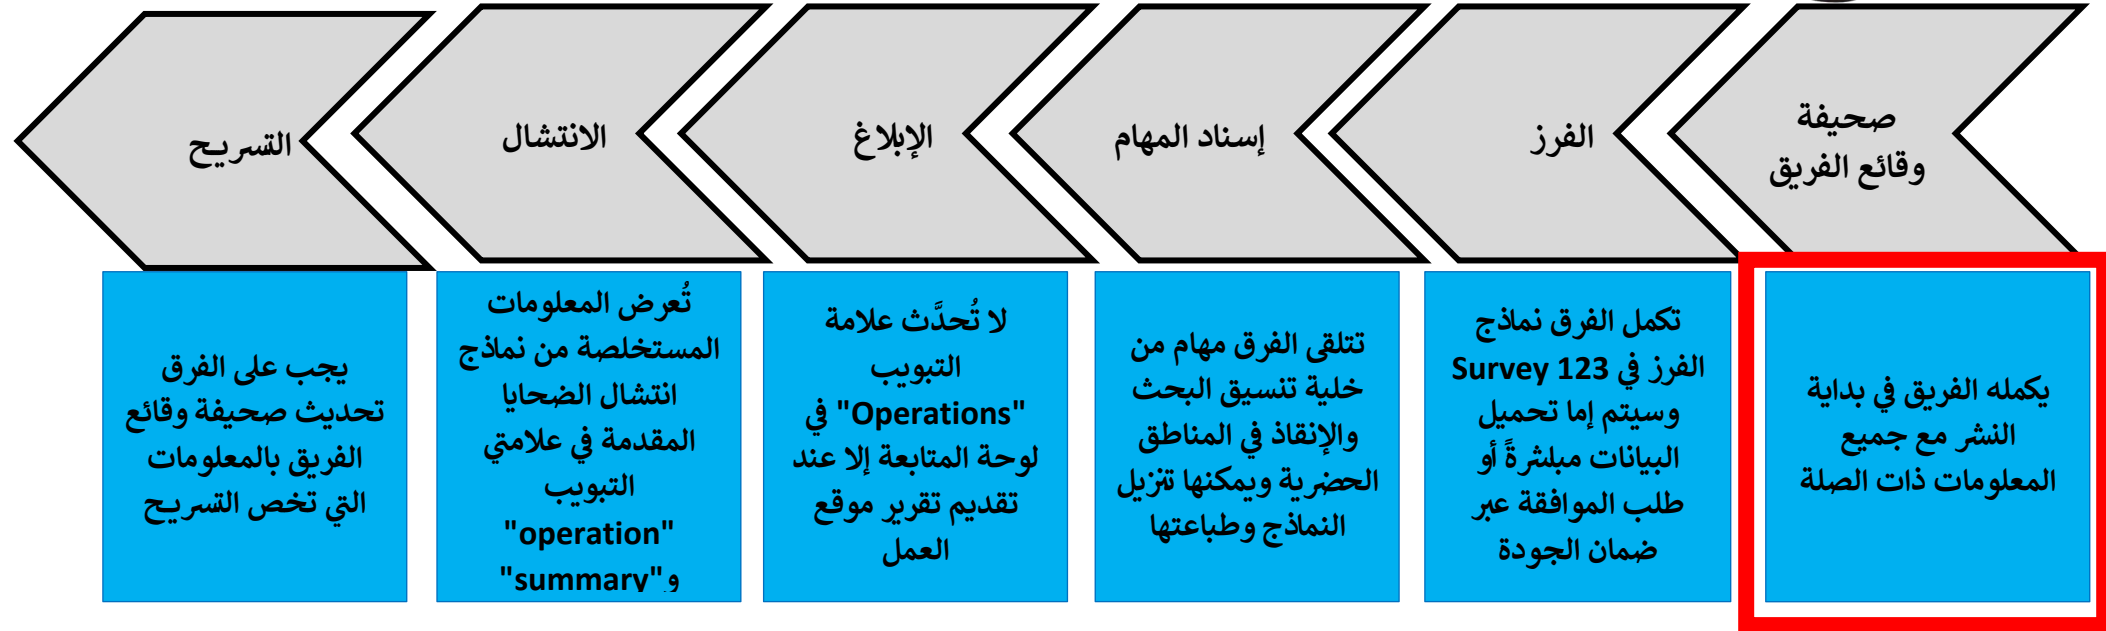 صحيفة
وقائع الفريق
الفرز
إسناد المهام
الإبلاغ
الانتشال
التسريح
يكمله الفريق في بداية
النشر مع جميع
المعلومات ذات الصلة
تكمل الفرق نماذج
الفرز في Survey 123
وسيتم إما تحميل
البيانات مباشرةً أو
طلب الموافقة عبر
ضمان الجودة
تتلقى الفرق مهام من
خلية تنسيق البحث
والإنقاذ في المناطق
الحضرية ويمكنها تنزيل
النماذج وطباعتها
لا تُحدَّث علامة
التبويب
"Operations" في
لوحة المتابعة إلا عند
تقديم تقرير موقع
العمل
تُعرض المعلومات
المستخلصة من نماذج
انتشال الضحايا
المقدمة في علامتي
التبويب
"operation"
و"summary"
يجب على الفرق
تحديث صحيفة وقائع
الفريق بالمعلومات
التي تخص التسريح